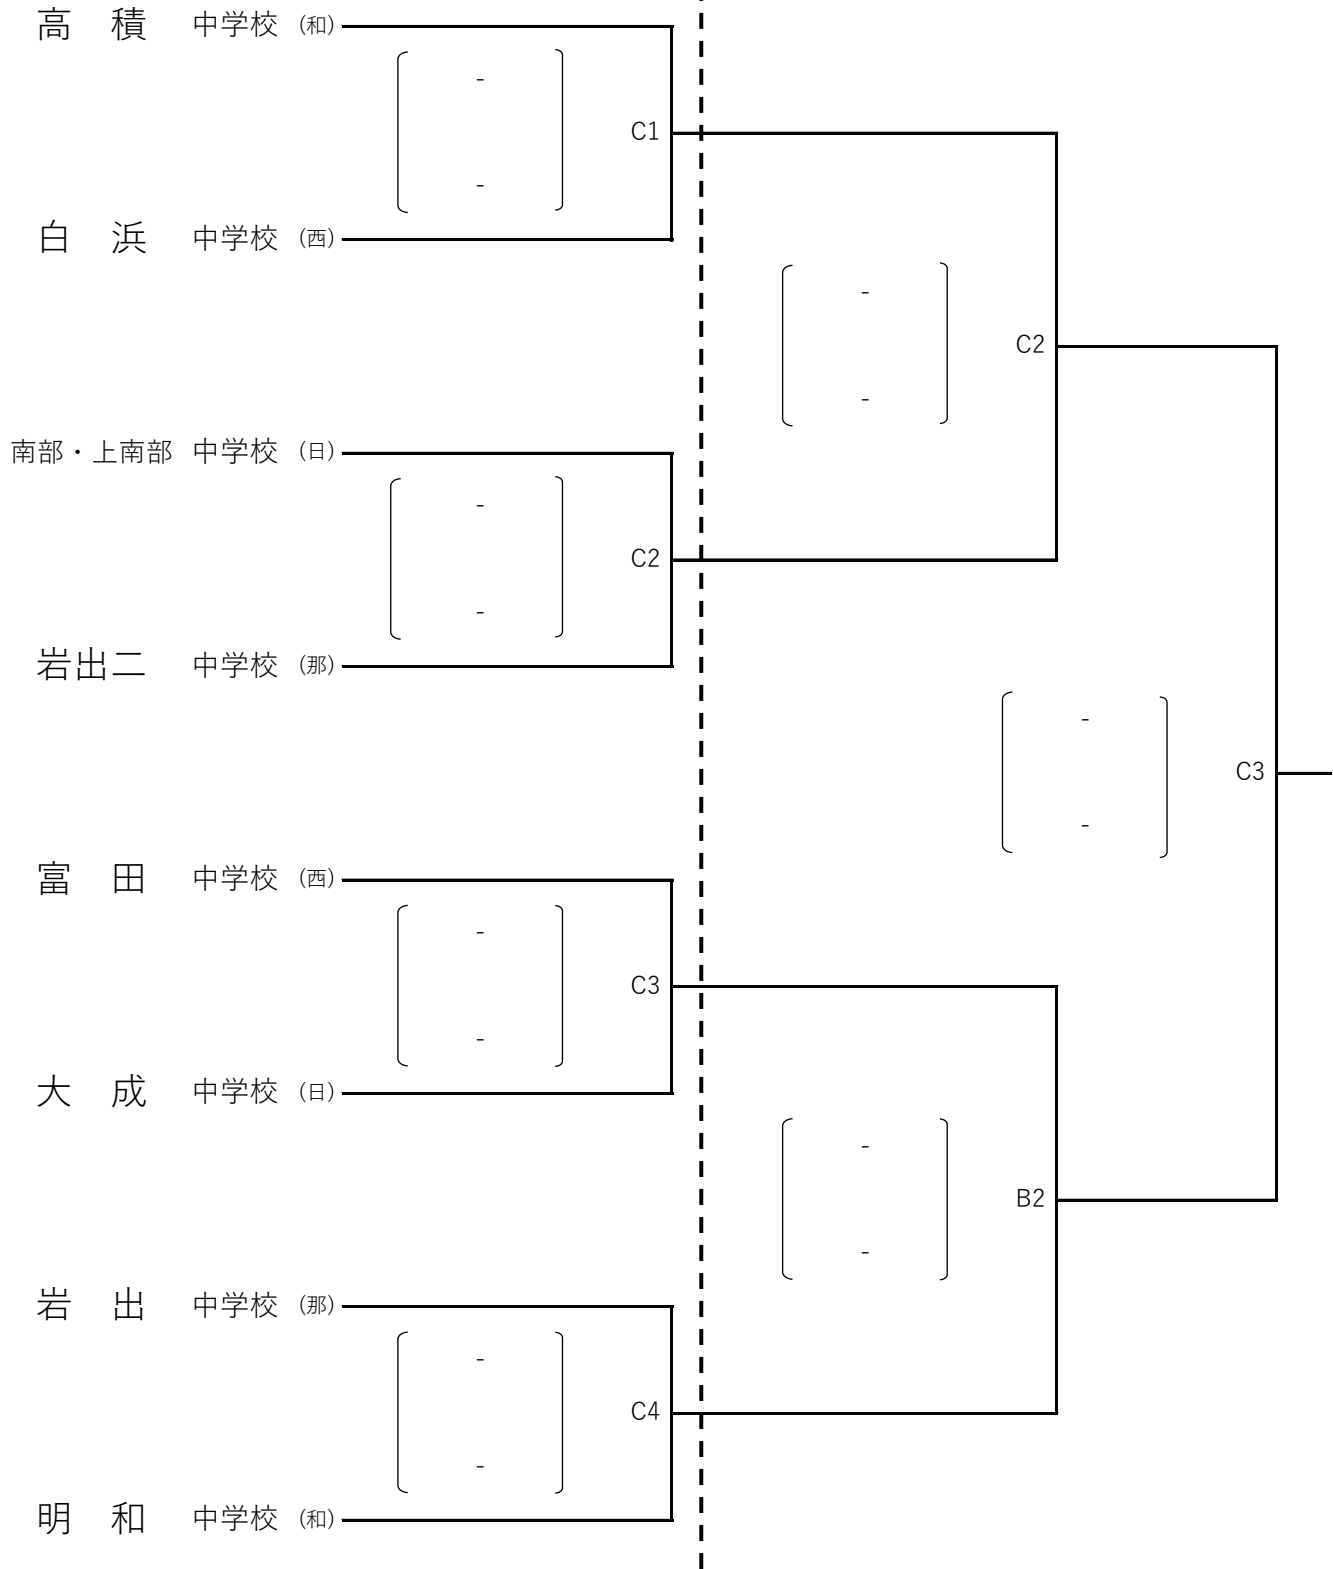 高　積　中学校 (和)
-
C1
-
白　浜　中学校 (西)
-
C2
-
南部・上南部 中学校 (日)
-
C2
-
岩出二　中学校 (那)
-
C3
-
富　田　中学校 (西)
-
C3
-
大　成　中学校 (日)
-
B2
-
岩　出　中学校 (那)
-
C4
-
明　和　中学校 (和)